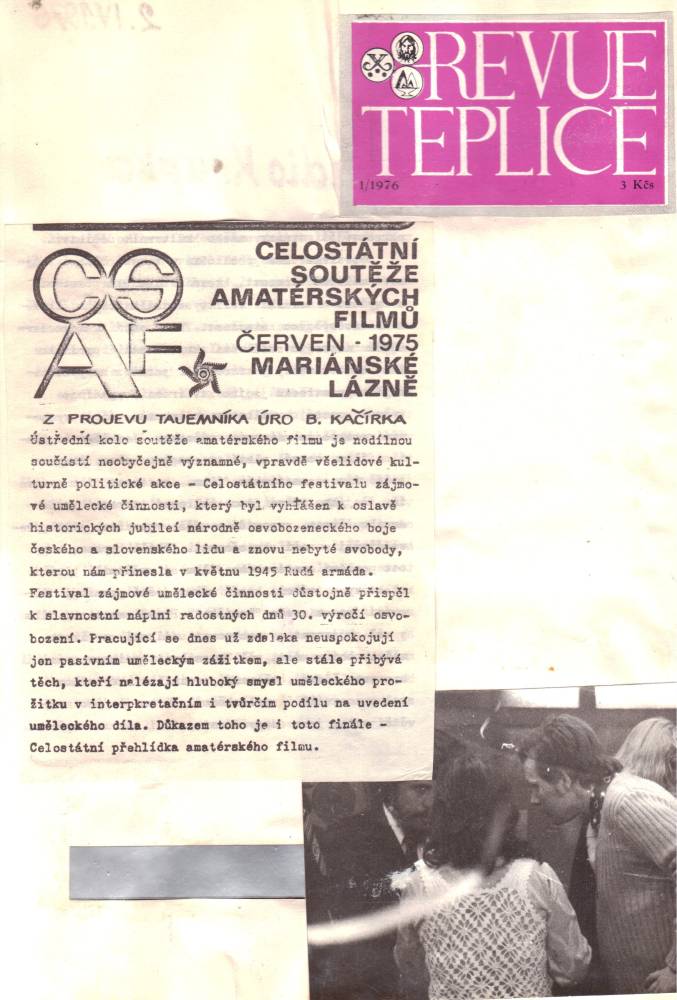 REVUE
TEPLICE
1/1976 3 Kčs
CSAF
CELOSTÁTNÍ
SOUTĚŽE
AMATÉRSKÝCH
FILMŮ
ČERVEN - 1975
MARIÁNSKÉ
LÁZNĚ
Z PROJEVU TAJEMNÍKA ÚRO B. KAČÍRKA
Ústřední kolo soutěže amatérského filmu je nedílnou
součástí neobyčejně významné, vpravdě všelidové kul-
turně politické akce - Celostátního festivalu zájmo-
vé umělecké činnosti, který byl vyhlášen k oslavě
historických jubileí národně osvobozeneckého boje
českého a slovenského lidu a znovu nebyté svobody,
kterou nám přinesla v květnu 1945 Rudá armáda.
Festival zájmové umělecké činnosti důstojně přispěl
k slavnostní náplni radostných dnů 30. výročí osvo-
bození. Pracující se dnes už zdaleka neuspokojují
jen pasivním uměleckým zážitkem, ale stále přibývá
těch, kteří nalézají hluboký smysl uměleckého pro-
žitku v interpkretačním i tvůrčím podílu na uvedení
uměleckého díla. Důkazem toho je i toto finále -
Celostátní přehlídka amatérského filmu.